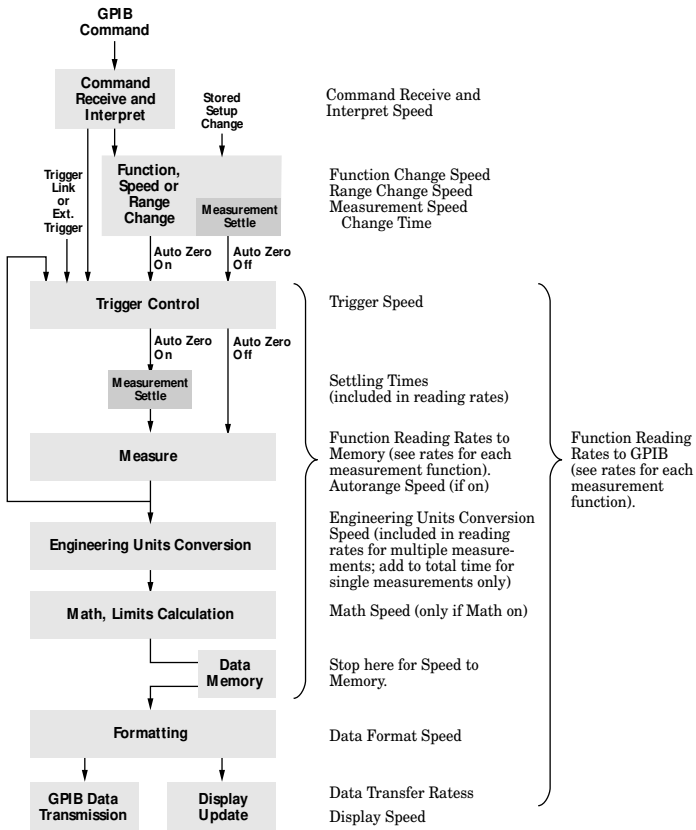 GPIB
Command
Command
Receive and
Interpret
Stored
Setup
Change
Command Receive and
Interpret Speed
Trigger
Link
or
Ext.
Trigger
Function,
Speed or
Range
Change
Measurement
Settle
Function Change Speed
Range Change Speed
Measurement Speed
Change Time
Auto Zero
On
Auto Zero
Off
Trigger Control
Trigger Speed
Auto Zero
On
Auto Zero
Off
Measurement
Settle
Settling Times
(included in reading rates)
Measure
Function Reading Rates to
Memory (see rates for each
measurement function).
Autorange Speed (if on)
Function Reading
Rates to GPIB
(see rates for each
measurement
function).
Engineering Units Conversion
Engineering Units Conversion
Speed (included in reading
rates for multiple measure-
ments; add to total time for
single measurements only)
Math, Limits Calculation
Math Speed (only if Math on)
Data
Memory
Stop here for Speed to
Memory.
Formatting
Data Format Speed
GPIB Data
Transmission
Display
Update
Data Transfer Ratess
Display Speed